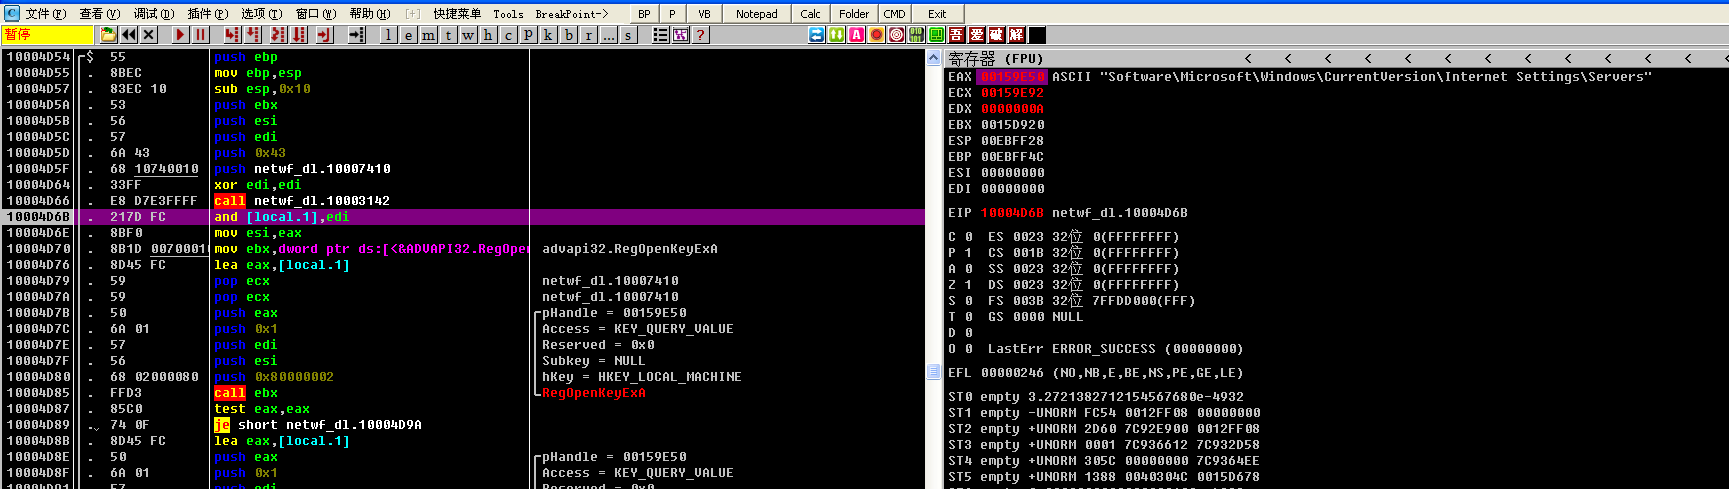 文件(F) 查看(V) 调试(D) 插件(P) 选项(T) 窗口(W) 帮助(H) [+] 快捷菜单 Tools BreakPoint-> BP P VB Notepad Calc Folder CMD Exit
暂停 l e m t w h c p k b r ... s ? A 吾 爱 破 解
10004D54 $ 55 push ebp
10004D55 . 8BEC mov ebp,esp
10004D57 . 83EC 10 sub esp,0x10
10004D5A . 53 push ebx
10004D5B . 56 push esi
10004D5C . 57 push edi
10004D5D . 6A 43 push 0x43
10004D5F . 68 10740010 push netwf_dl.10007410
10004D64 . 33FF xor edi,edi
10004D66 . E8 D7E3FFFF call netwf_dl.10003142
10004D6B . 217D FC and [local.1],edi
10004D6E . 8BF0 mov esi,eax
10004D70 . 8B1D 0070001 mov ebx,dword ptr ds:[<&ADVAPI32.RegOpen advapi32.RegOpenKeyExA
10004D76 . 8D45 FC lea eax,[local.1]
10004D79 . 59 pop ecx netwf_dl.10007410
10004D7A . 59 pop ecx netwf_dl.10007410
10004D7B . 50 push eax pHandle = 00159E50
10004D7C . 6A 01 push 0x1 Access = KEY_QUERY_VALUE
10004D7E . 57 push edi Reserved = 0x0
10004D7F . 56 push esi Subkey = NULL
10004D80 . 68 02000080 push 0x80000002 hKey = HKEY_LOCAL_MACHINE
10004D85 . FFD3 call ebx RegOpenKeyExA
10004D87 . 85C0 test eax,eax
10004D89 . 74 0F je short netwf_dl.10004D9A
10004D8B . 8D45 FC lea eax,[local.1]
10004D8E . 50 push eax pHandle = 00159E50
10004D8F . 6A 01 push 0x1 Access = KEY_QUERY_VALUE
10004D91 . 57 push edi Reserved = 0x0
寄存器 (FPU) < < < < < < < < < <
EAX 00159E50 ASCII "Software\Microsoft\Windows\CurrentVersion\Internet Settings\Servers"
ECX 00159E92
EDX 0000000A
EBX 0015D920
ESP 00EBFF28
EBP 00EBFF4C
ESI 00000000
EDI 00000000
EIP 10004D6B netwf_dl.10004D6B
C 0 ES 0023 32位 0(FFFFFFFF)
P 1 CS 001B 32位 0(FFFFFFFF)
A 0 SS 0023 32位 0(FFFFFFFF)
Z 1 DS 0023 32位 0(FFFFFFFF)
S 0 FS 003B 32位 7FFDD000(FFF)
T 0 GS 0000 NULL
D 0
O 0 LastErr ERROR_SUCCESS (00000000)
EFL 00000246 (NO,NB,E,BE,NS,PE,GE,LE)
ST0 empty 3.2721382712154567680e-4932
ST1 empty -UNORM FC54 0012FF08 00000000
ST2 empty +UNORM 2D60 7C92E900 0012FF08
ST3 empty +UNORM 0001 7C936612 7C932D58
ST4 empty +UNORM 305C 00000000 7C9364EE
ST5 empty +UNORM 1388 0040304C 0015D678